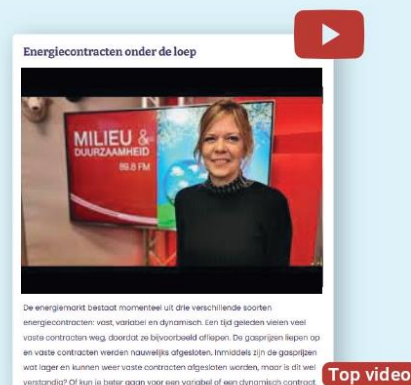 Energiecontracten onder de loep
MILIEU &
DUURZAAMHEID
89.8 FM
De energiemarkt bestaat momenteel uit drie verschillende soorten
energiecontracten: vast, variabel en dynamisch. Een tijd geleden vielen veel
vaste contracten weg, doordat ze bijvoorbeeld afliepen. De gasprijzen liepen op
en vaste contracten werden nauwelijks afgesloten. Inmiddels zijn de gasprijzen
wat lager en kunnen weer vaste contracten afgesloten worden, maar is dit wel
verstandig? Of kun je beter gaan voor een variabel of een dynamisch contract.
Top video